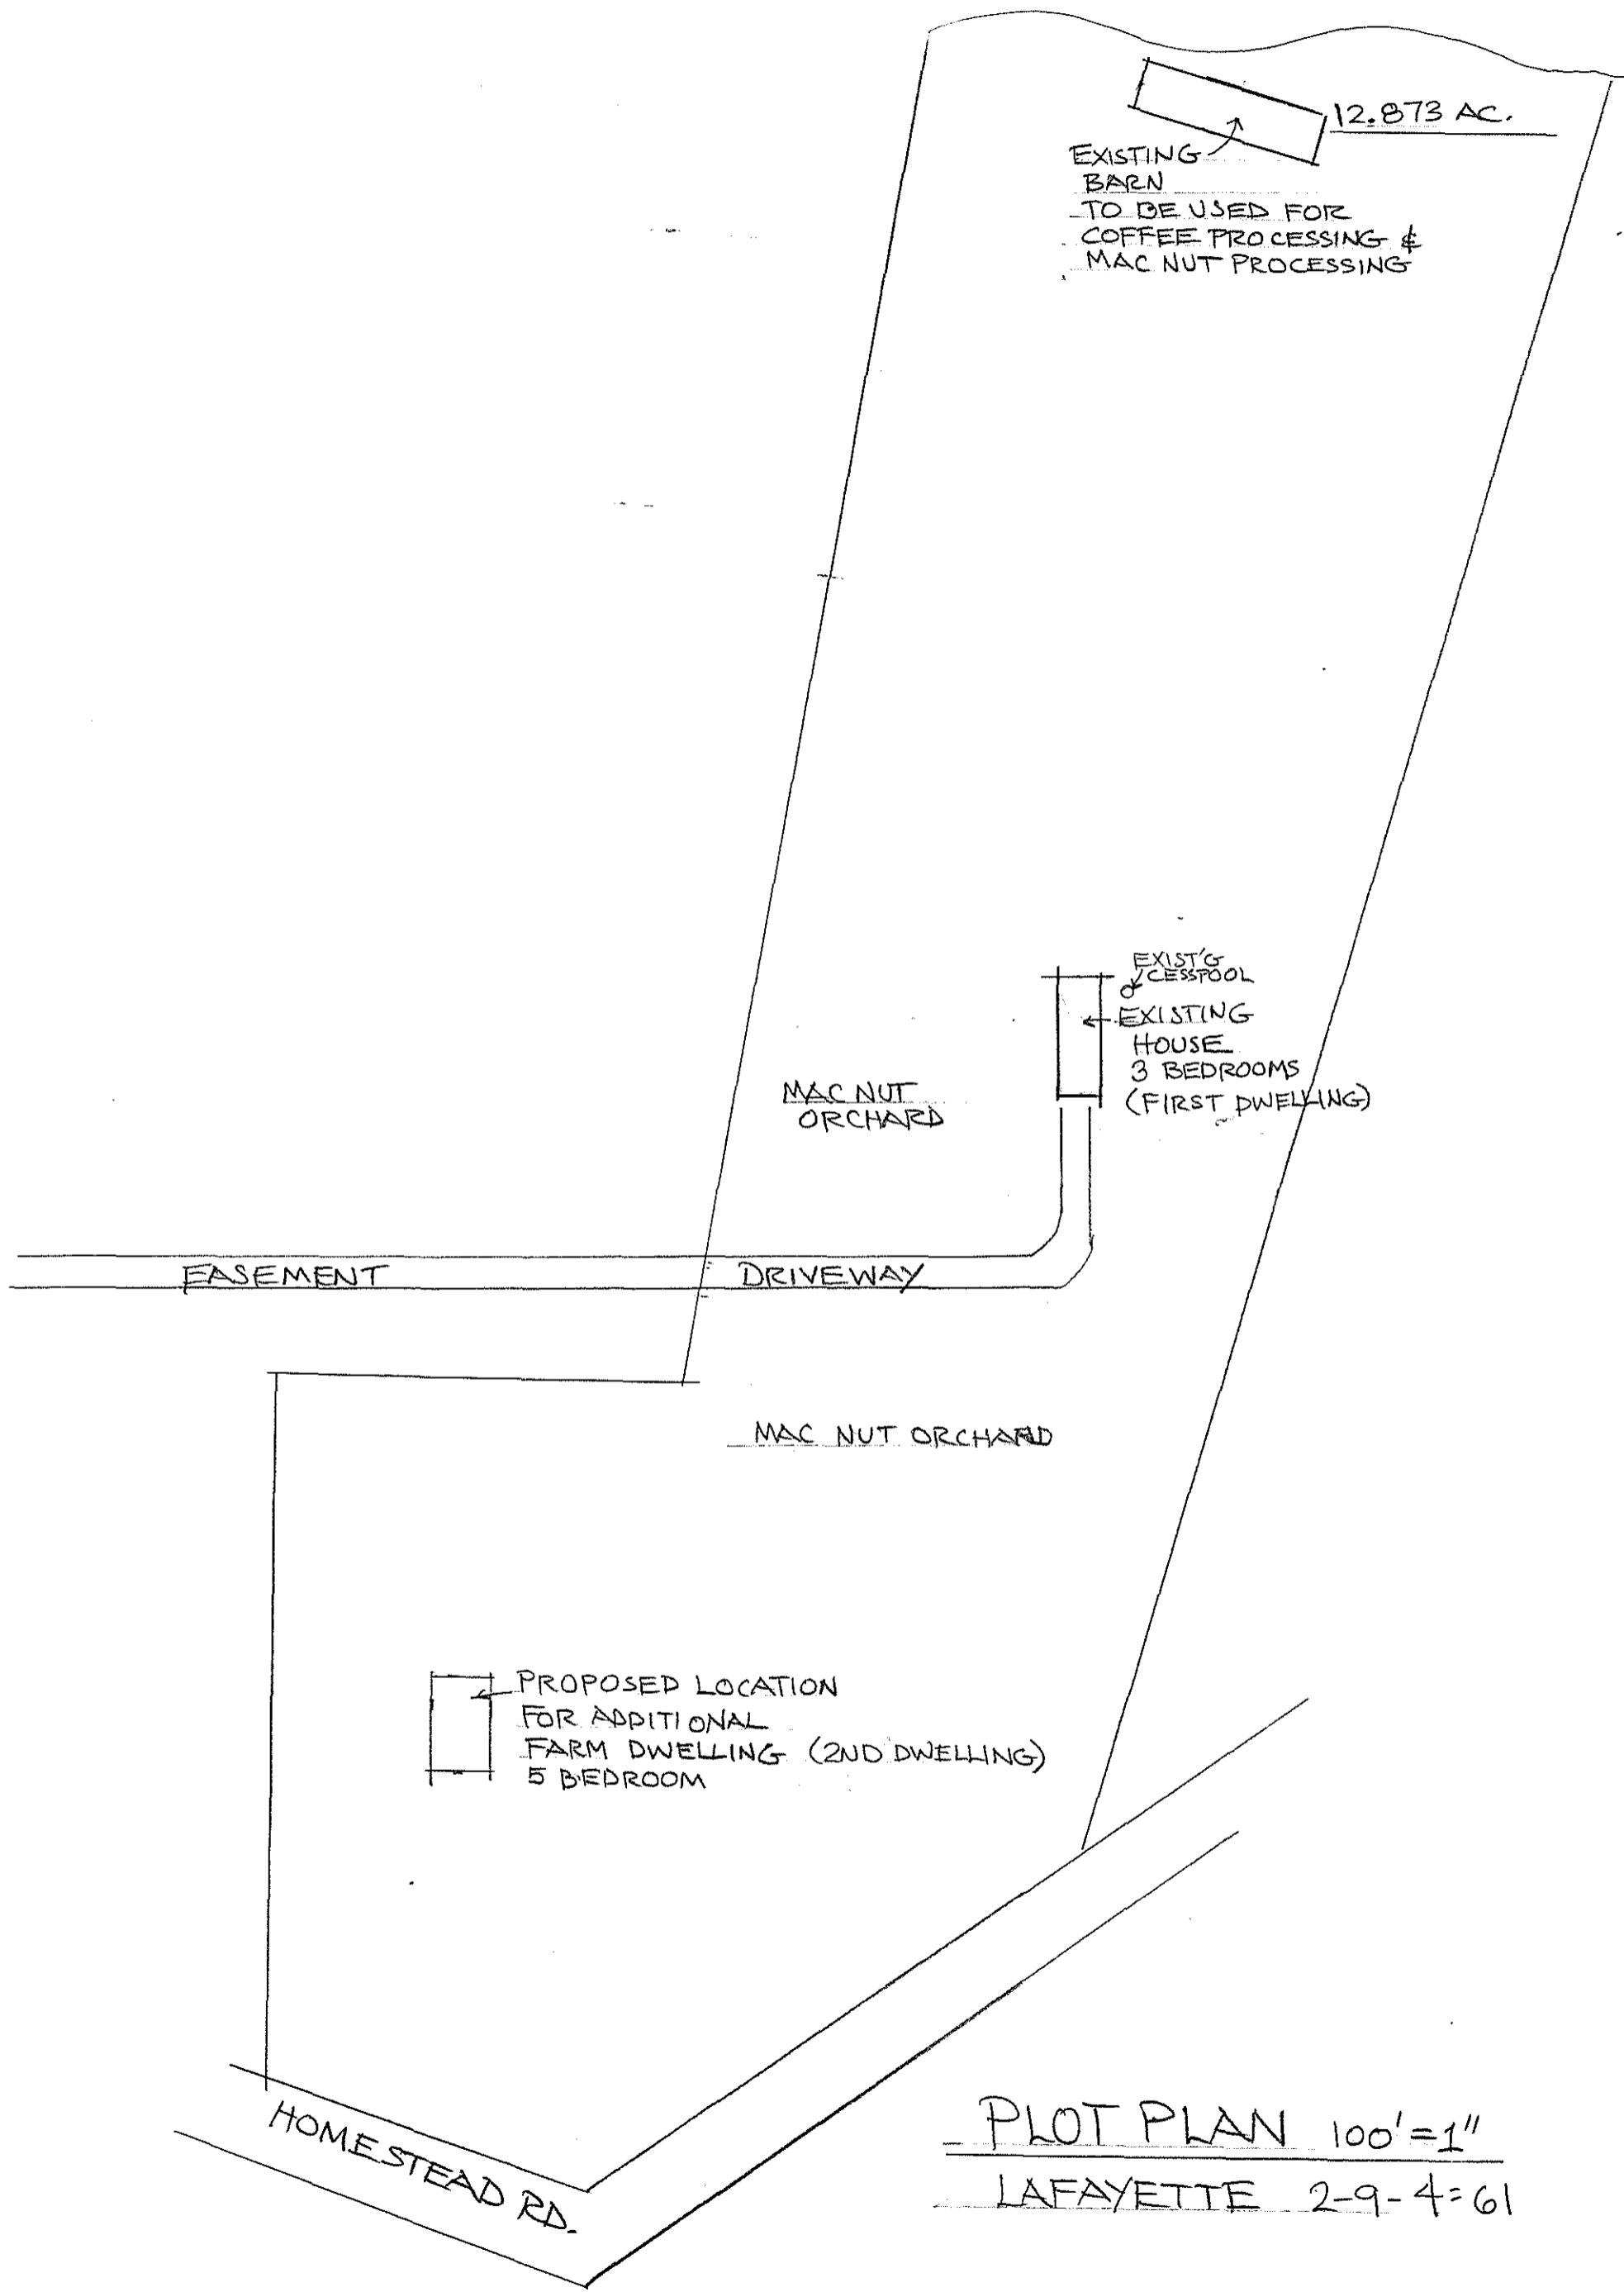 12.873 AC.
EXISTING
BARN
TO BE USED FOR
COFFEE PROCESSING &
MAC NUT PROCESSING
EXIST'G
CESSPOOL
EXISTING
HOUSE
3 BEDROOMS
(FIRST DWELLING)
MAC NUT
ORCHARD
EASEMENT
DRIVEWAY
MAC NUT ORCHARD
PROPOSED LOCATION
FOR ADDITIONAL
FARM DWELLING (2ND DWELLING)
5 BEDROOM
HOMESTEAD RD.
PLOT PLAN 100'=1"
LAFAYETTE 2-9-4=61